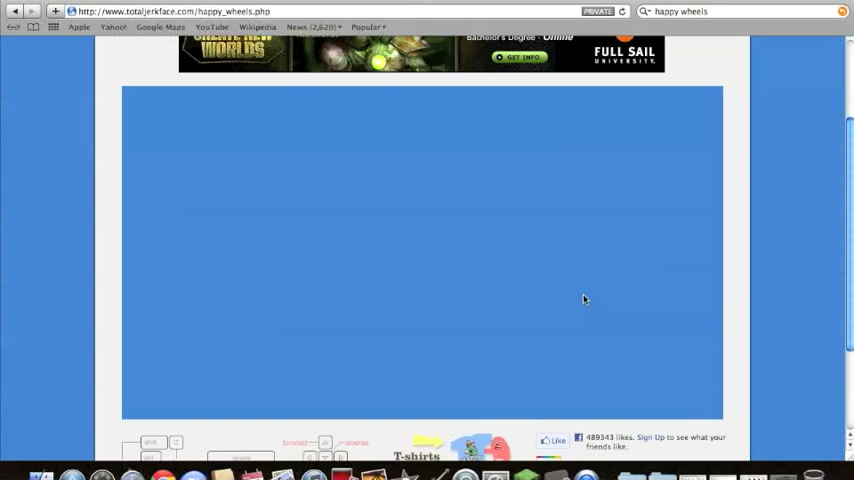 http://www.totaljerkface.com/happy_wheels.php
PRIVATE
happy wheels
Apple Yahoo! Google Maps YouTube Wikipedia News (2,629) Popular
CREATE NEW
WORLDS
Bachelor's Degree - Online
GET INFO
FULL SAIL
UNIVERSITY
Like
489343 likes. Sign Up to see what your
friends like.
forward
reverse
T-shirts